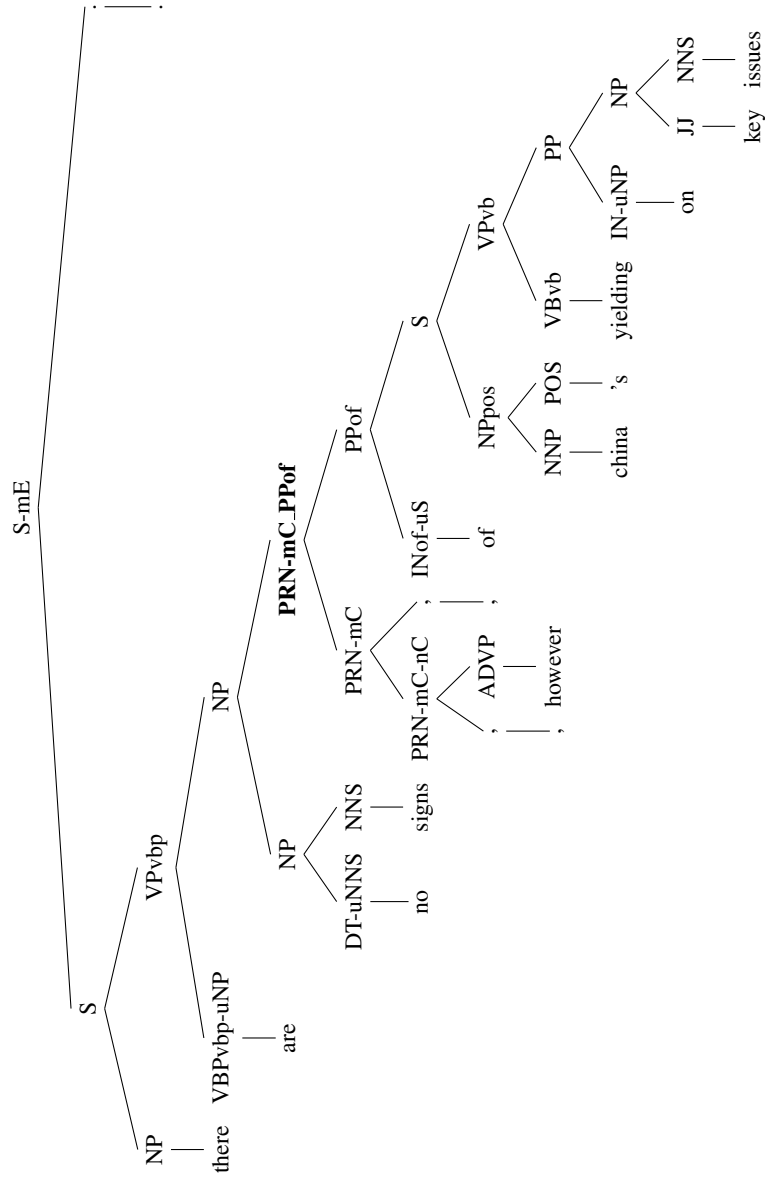 S-mE
S .
NP VPvbp .
there VBPvbp-uNP NP
are NP PRN-mC_PPof
DT-uNNS NNS PRN-mC PPof
no signs PRN-mC-nC , INof-uS S
, ADVP , of NPpos VPvb
, however NNP POS VBvb PP
china 's yielding IN-uNP NP
on JJ NNS
key issues